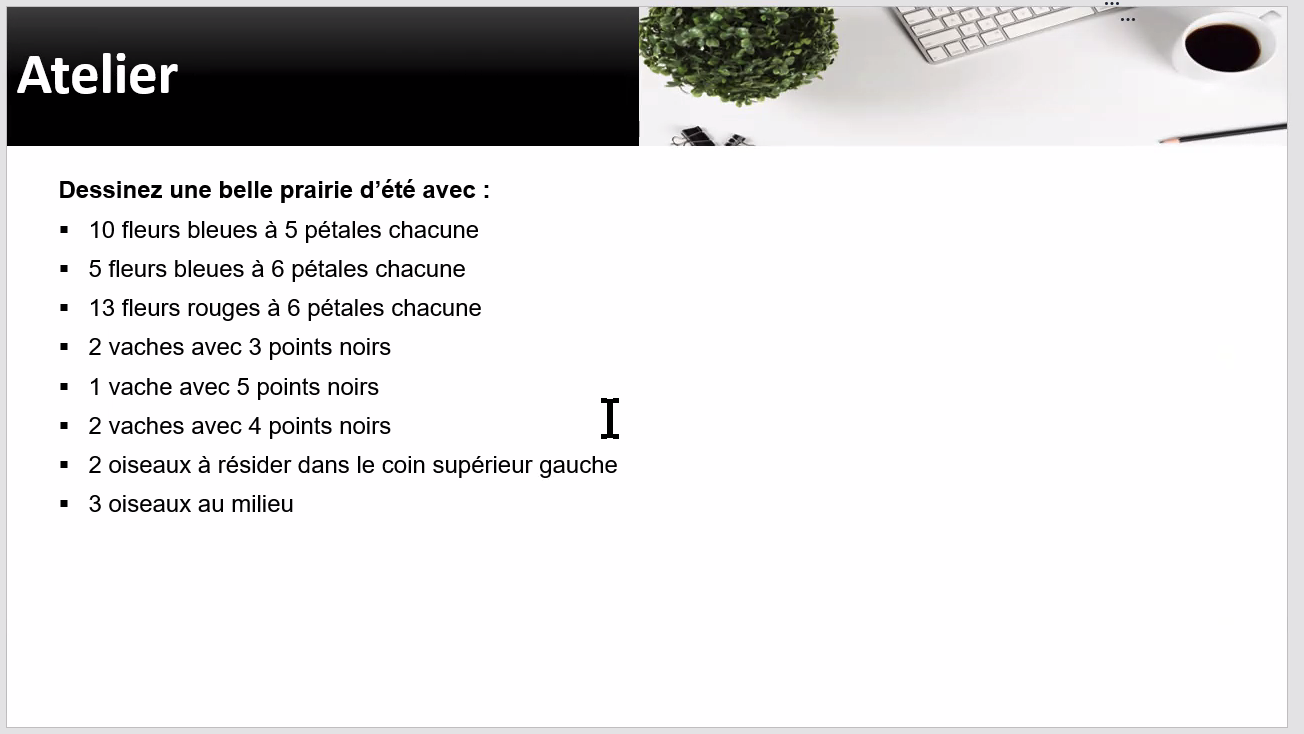 Atelier
Dessinez une belle prairie d’été avec :
▪ 10 fleurs bleues à 5 pétales chacune
▪ 5 fleurs bleues à 6 pétales chacune
▪ 13 fleurs rouges à 6 pétales chacune
▪ 2 vaches avec 3 points noirs
▪ 1 vache avec 5 points noirs
▪ 2 vaches avec 4 points noirs
▪ 2 oiseaux à résider dans le coin supérieur gauche
▪ 3 oiseaux au milieu